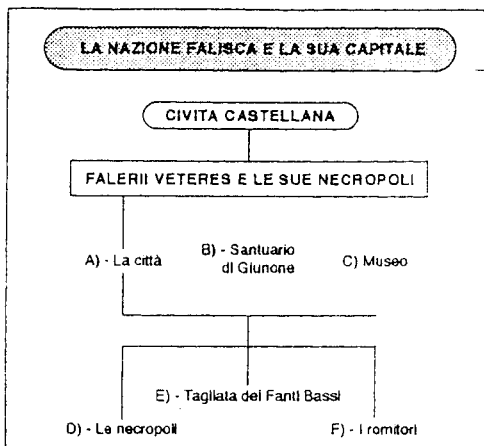 LA NAZIONE FALISCA E LA SUA CAPITALE
CIVITA CASTELLANA
FALERII VETERES E LE SUE NECROPOLI
A) - La città
B) - Santuario
di Giunone
C) Museo
E) - Tagliata dei Fanti Bassi
D) - Le necropoli
F) - I romitori